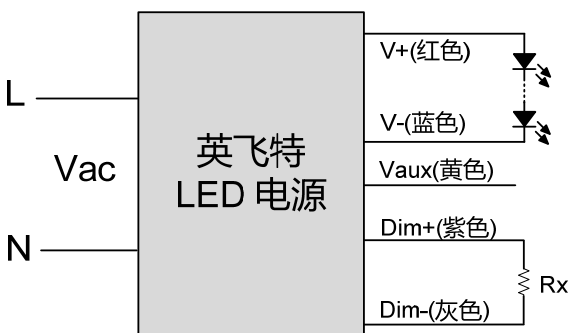 L
Vac
N
英飞特
LED 电源
V+(红色)
V-(蓝色)
Vaux(黄色)
Dim+(紫色)
Dim-(灰色)
Rx